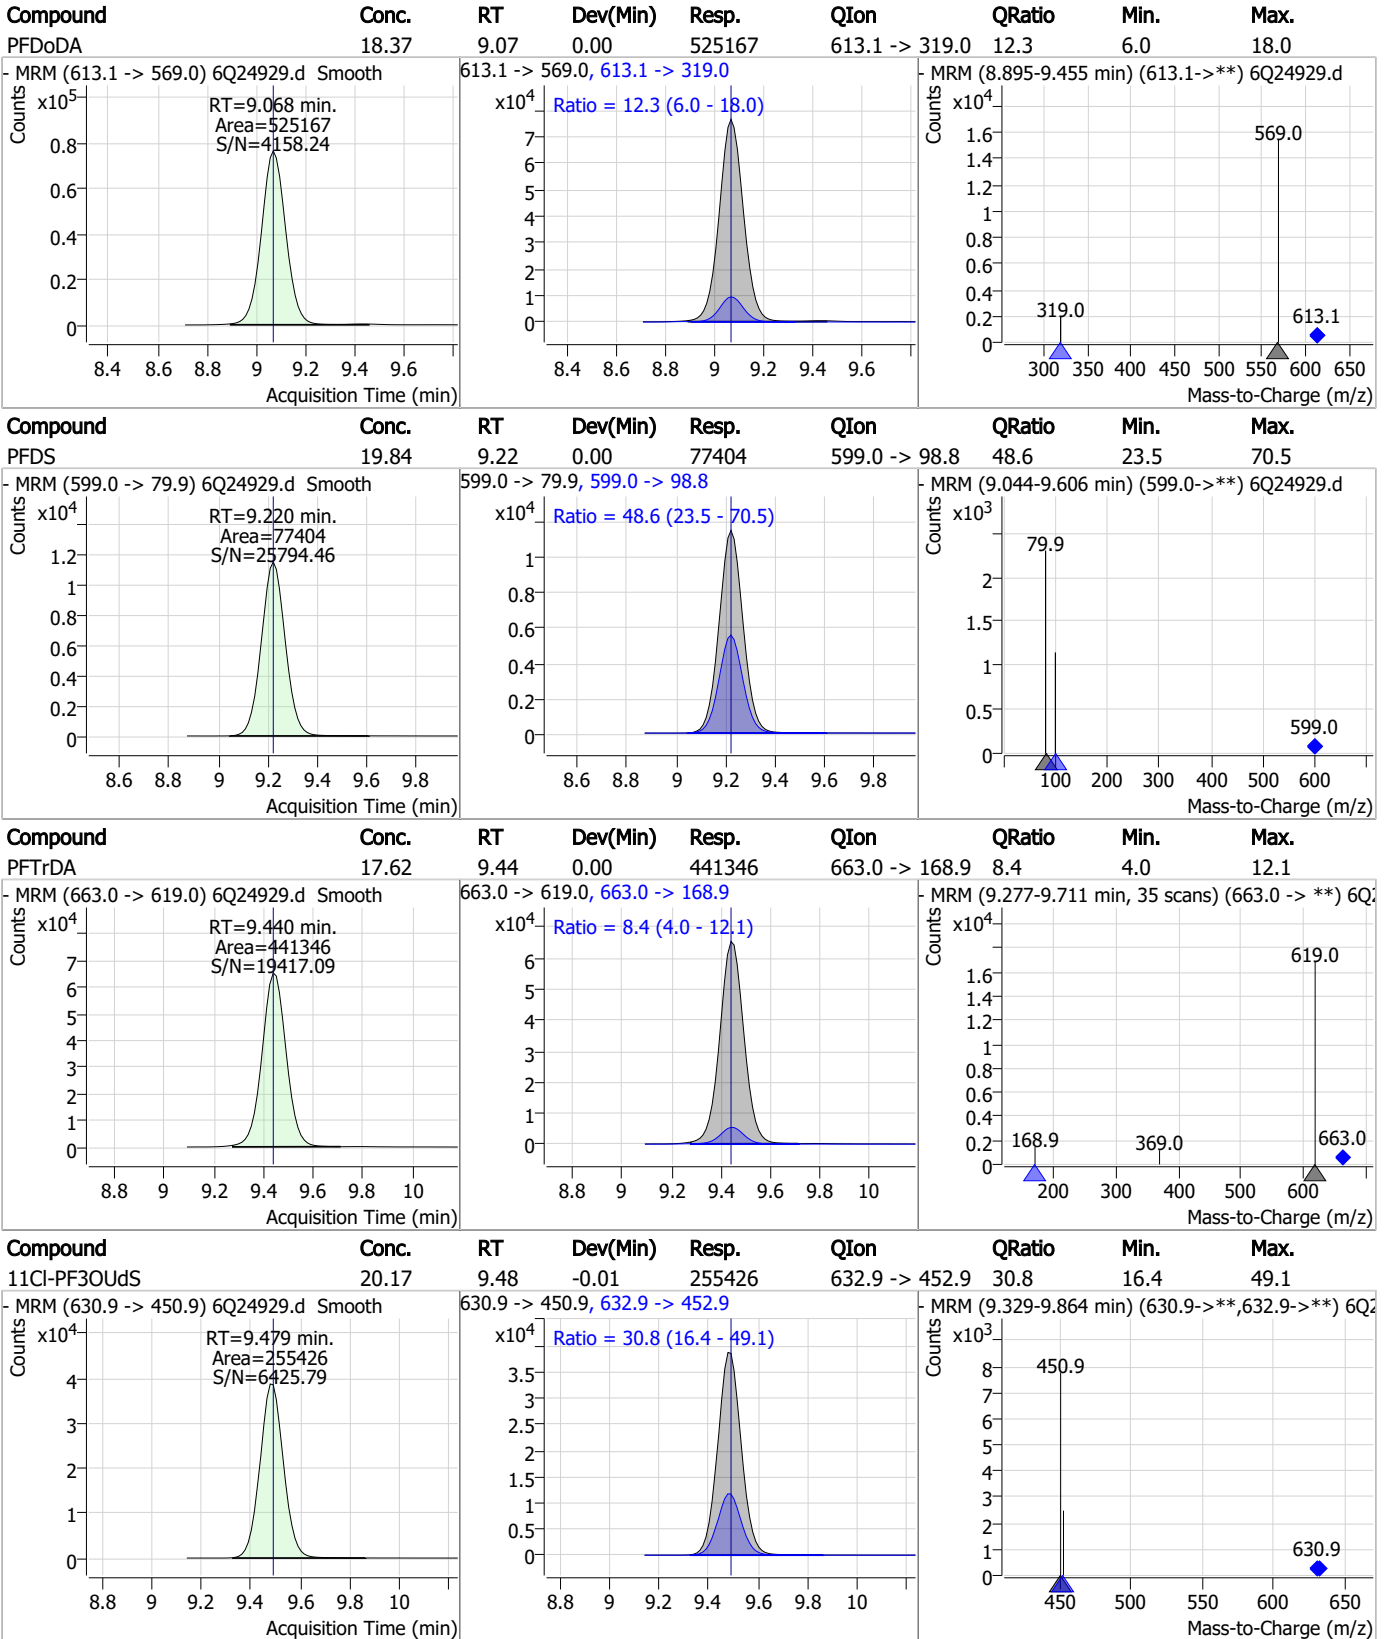 Compound Conc. RT Dev(Min) Resp. QIon QRatio Min. Max.
PFDoDA 18.37 9.07 0.00 525167 613.1 -> 319.0 12.3 6.0 18.0
- MRM (613.1 -> 569.0) 6Q24929.d Smooth
Counts
x10⁵
RT=9.068 min.
Area=525167
S/N=4158.24
0.8
0.6
0.4
0.2
0
8.4 8.6 8.8 9 9.2 9.4 9.6
Acquisition Time (min)
613.1 -> 569.0, 613.1 -> 319.0
x10⁴
Ratio = 12.3 (6.0 - 18.0)
7
6
5
4
3
2
1
0
8.4 8.6 8.8 9 9.2 9.4 9.6
- MRM (8.895-9.455 min) (613.1->**) 6Q24929.d
Counts
x10⁴
1.6
1.4
1.2
1
0.8
0.6
0.4
0.2
0
569.0
319.0
613.1
300 350 400 450 500 550 600 650
Mass-to-Charge (m/z)
Compound Conc. RT Dev(Min) Resp. QIon QRatio Min. Max.
PFDS 19.84 9.22 0.00 77404 599.0 -> 98.8 48.6 23.5 70.5
- MRM (599.0 -> 79.9) 6Q24929.d Smooth
Counts
x10⁴
RT=9.220 min.
Area=77404
S/N=25794.46
1.2
1
0.8
0.6
0.4
0.2
0
8.6 8.8 9 9.2 9.4 9.6 9.8
Acquisition Time (min)
599.0 -> 79.9, 599.0 -> 98.8
x10⁴
Ratio = 48.6 (23.5 - 70.5)
1
0.8
0.6
0.4
0.2
0
8.6 8.8 9 9.2 9.4 9.6 9.8
- MRM (9.044-9.606 min) (599.0->**) 6Q24929.d
Counts
x10³
2
1.5
1
0.5
0
79.9
599.0
100 200 300 400 500 600
Mass-to-Charge (m/z)
Compound Conc. RT Dev(Min) Resp. QIon QRatio Min. Max.
PFTrDA 17.62 9.44 0.00 441346 663.0 -> 168.9 8.4 4.0 12.1
- MRM (663.0 -> 619.0) 6Q24929.d Smooth
Counts
x10⁴
RT=9.440 min.
Area=441346
S/N=19417.09
7
6
5
4
3
2
1
0
8.8 9 9.2 9.4 9.6 9.8 10
Acquisition Time (min)
663.0 -> 619.0, 663.0 -> 168.9
x10⁴
Ratio = 8.4 (4.0 - 12.1)
6
5
4
3
2
1
0
8.8 9 9.2 9.4 9.6 9.8 10
- MRM (9.277-9.711 min, 35 scans) (663.0 -> **) 6Q2
Counts
x10⁴
1.6
1.4
1.2
1
0.8
0.6
0.4
0.2
0
619.0
168.9
369.0
663.0
200 300 400 500 600
Mass-to-Charge (m/z)
Compound Conc. RT Dev(Min) Resp. QIon QRatio Min. Max.
11Cl-PF3OUdS 20.17 9.48 -0.01 255426 632.9 -> 452.9 30.8 16.4 49.1
- MRM (630.9 -> 450.9) 6Q24929.d Smooth
Counts
x10⁴
RT=9.479 min.
Area=255426
S/N=6425.79
4
3
2
1
0
8.8 9 9.2 9.4 9.6 9.8 10
Acquisition Time (min)
630.9 -> 450.9, 632.9 -> 452.9
x10⁴
Ratio = 30.8 (16.4 - 49.1)
3.5
3
2.5
2
1.5
1
0.5
0
8.8 9 9.2 9.4 9.6 9.8 10
- MRM (9.329-9.864 min) (630.9->**,632.9->**) 6Q2
Counts
x10³
8
7
6
5
4
3
2
1
0
450.9
630.9
450 500 550 600 650
Mass-to-Charge (m/z)